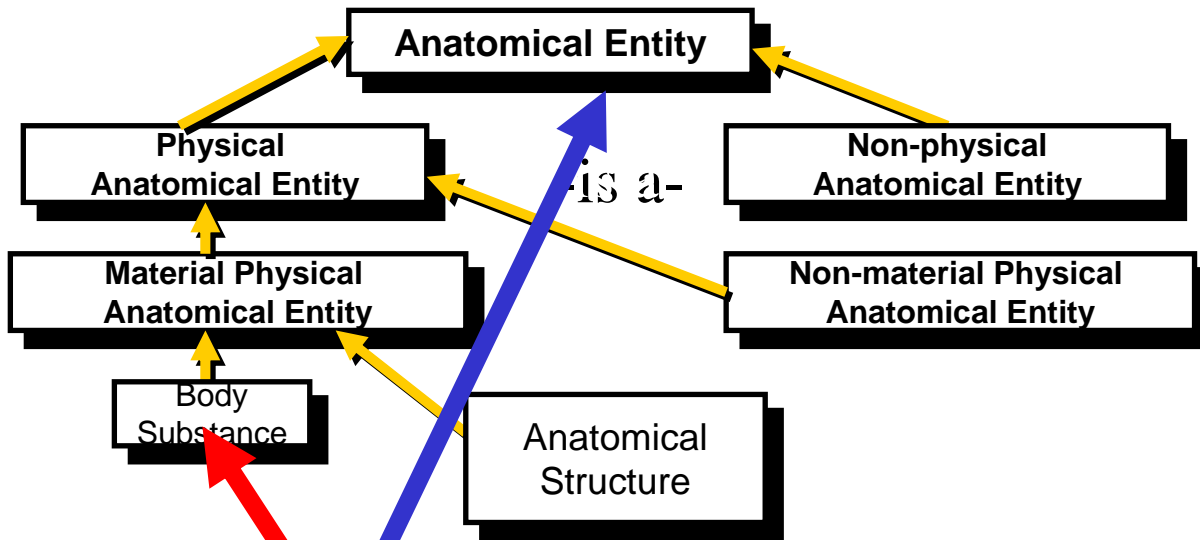 Anatomical Entity
Physical
Anatomical Entity
Non-physical
Anatomical Entity
-is a-
Material Physical
Anatomical Entity
Non-material Physical
Anatomical Entity
Body
Substance
Anatomical
Structure